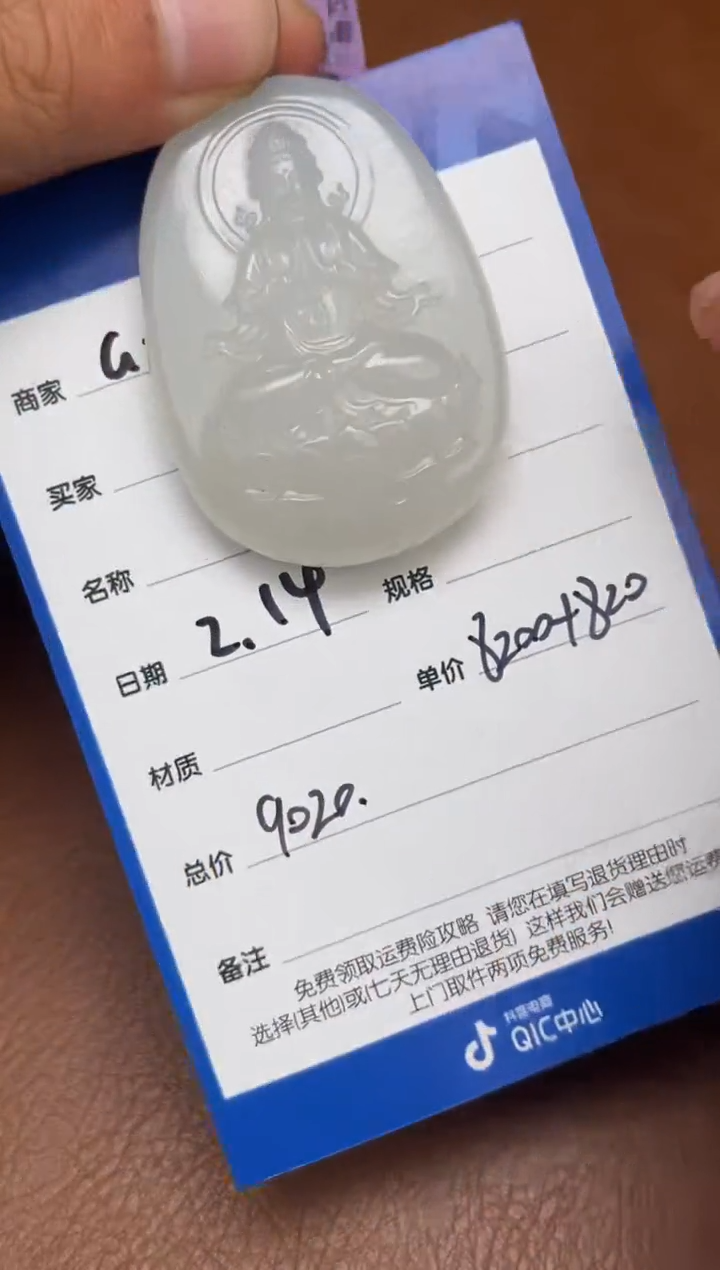 商家 G
买家
名称
规格
日期 2.14
单价 8200+820
材质
总价 9020.
备注
免费领取运费险攻略 请您在填写退货理由时
选择(其他)或(七天无理由退货) 这样我们会赠送您运费
上门取件两项免费服务!
抖音电商
QIC中心